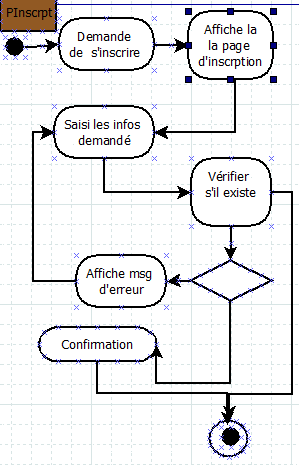 PInscrpt
Demande
de s'inscrire
Affiche la
la page
d'inscrption
Saisi les infos
demandé
Vérifier
s'il existe
Affiche msg
d'erreur
Confirmation